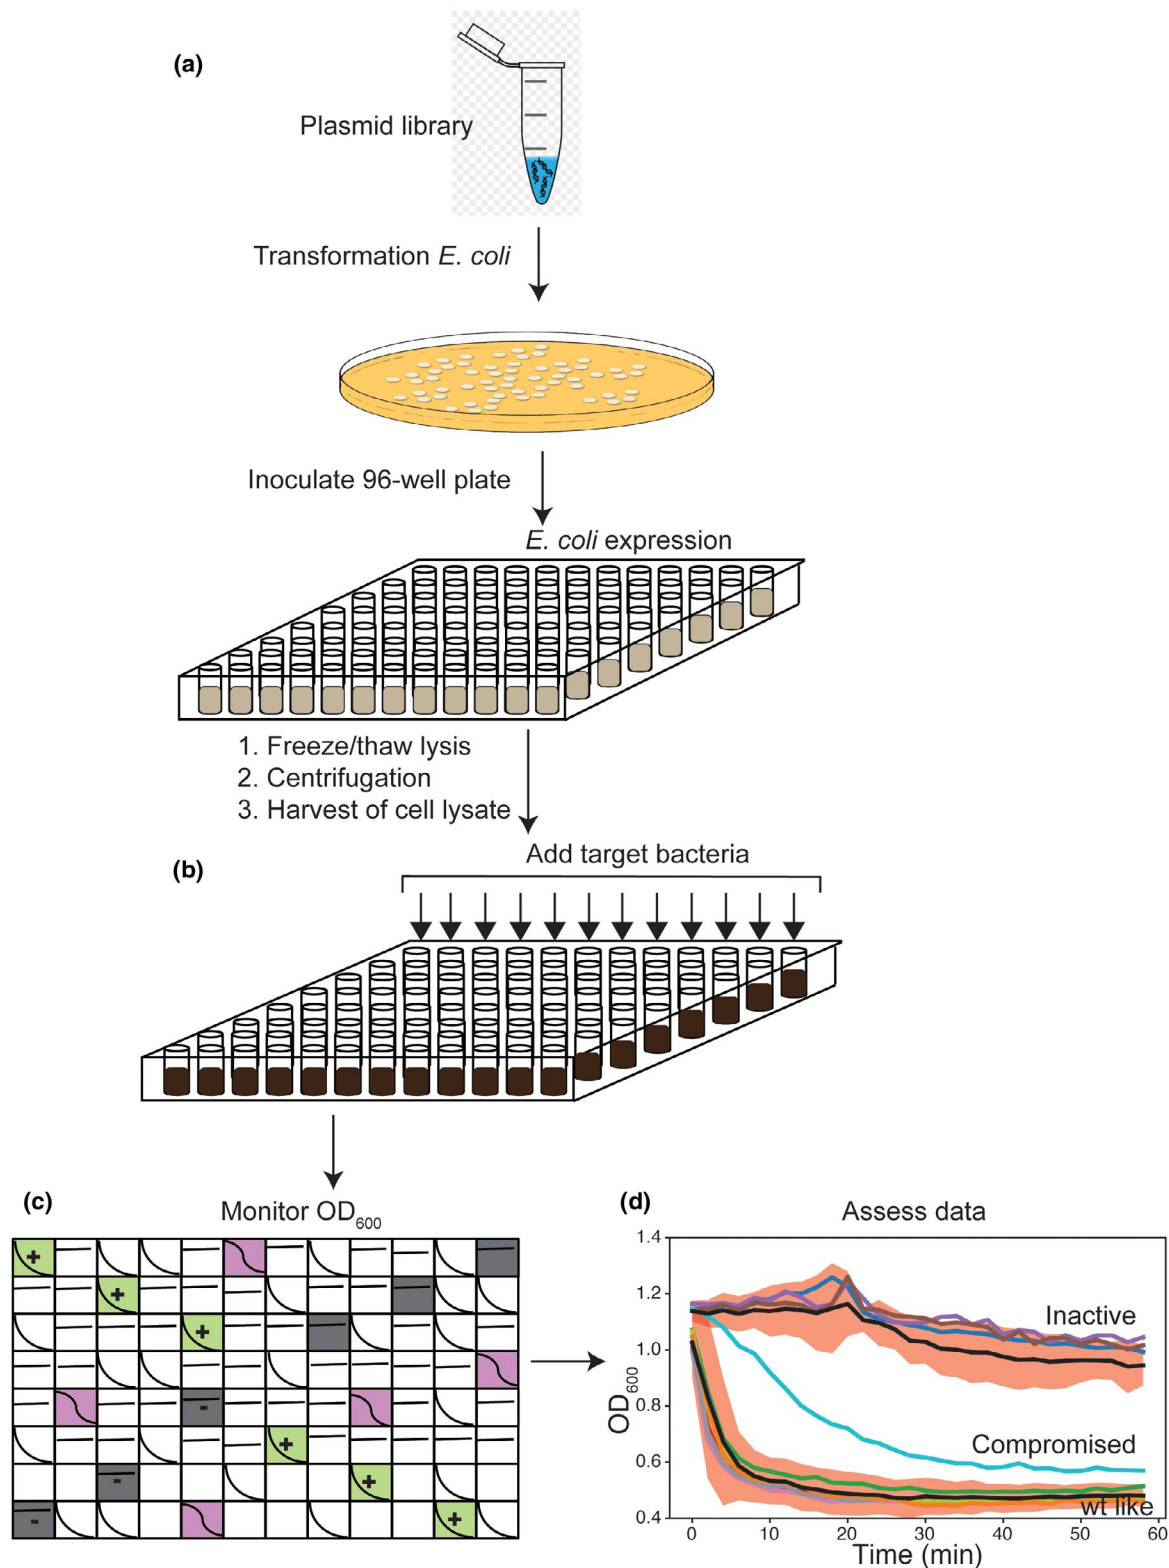 (a)
Plasmid library
Transformation E. coli
Inoculate 96-well plate
E. coli expression
1. Freeze/thaw lysis
2. Centrifugation
3. Harvest of cell lysate
(b)
Add target bacteria
(c)
Monitor OD600
+
+
+
-
+
-
+
-
+
(d)
Assess data
1.4
1.2
1.0
0.8
0.6
0.4
OD600
Inactive
Compromised
wt like
0 10 20 30 40 50 60
Time (min)